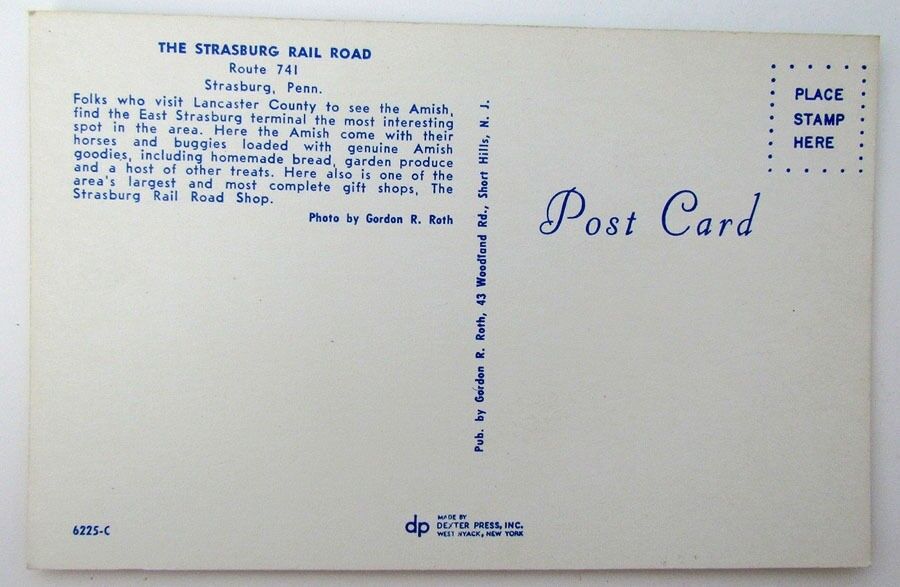 THE STRASBURG RAIL ROAD
Route 741
Strasburg, Penn.
Folks who visit Lancaster County to see the Amish,
find the East Strasburg terminal the most interesting
spot in the area. Here the Amish come with their
horses and buggies loaded with genuine Amish
goodies, including homemade bread, garden produce
and a host of other treats. Here also is one of the
area's largest and most complete gift shops, The
Strasburg Rail Road Shop.
Photo by Gordon R. Roth
Pub. by Gordon R. Roth, 43 Woodland Rd., Short Hills, N. J.
PLACE
STAMP
HERE
Post Card
6225-C
dp
MADE BY
DEXTER PRESS, INC.
WEST NYACK, NEW YORK